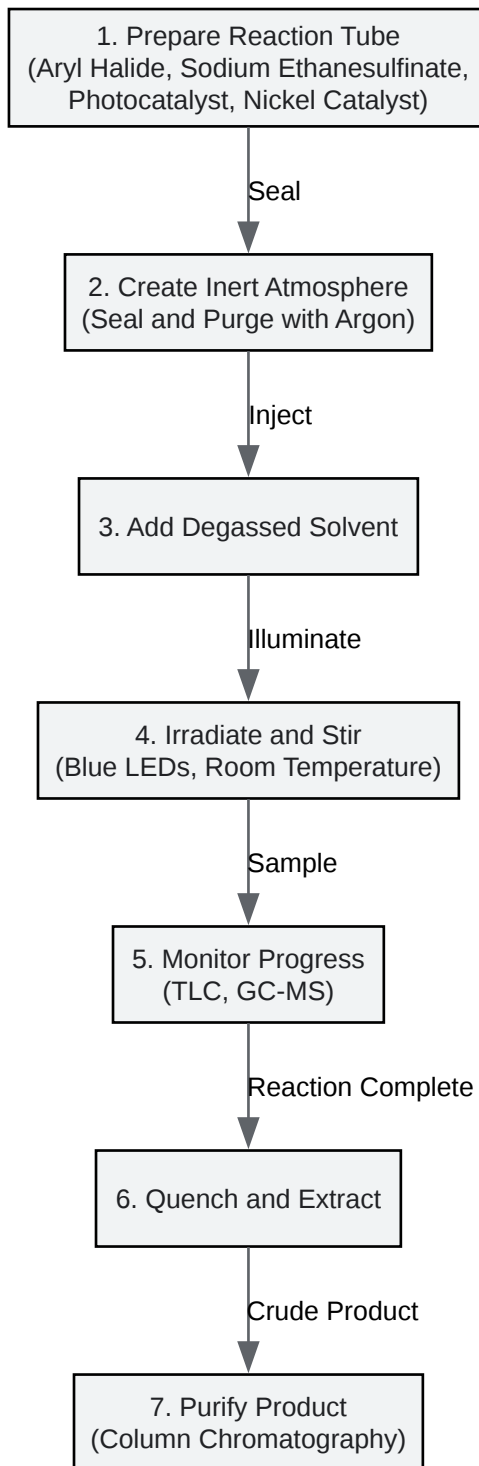 1. Prepare Reaction Tube
(Aryl Halide, Sodium Ethanesulfinate,
Photocatalyst, Nickel Catalyst)
Seal
2. Create Inert Atmosphere
(Seal and Purge with Argon)
Inject
3. Add Degassed Solvent
Illuminate
4. Irradiate and Stir
(Blue LEDs, Room Temperature)
Sample
5. Monitor Progress
(TLC, GC-MS)
Reaction Complete
6. Quench and Extract
Crude Product
7. Purify Product
(Column Chromatography)